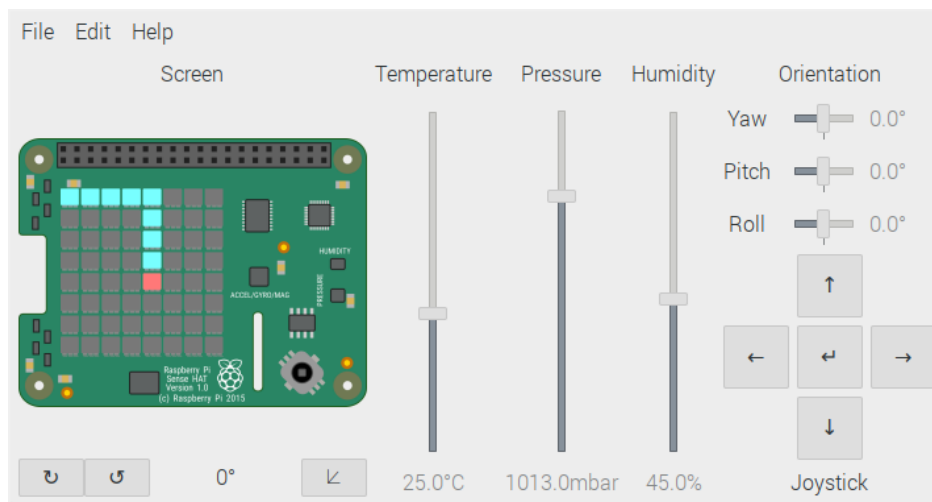 File Edit Help
Screen Temperature Pressure Humidity Orientation
Yaw 0.0°
Pitch 0.0°
Roll 0.0°
HUMIDITY
PRESSURE
ACCEL/GYRO/MAG
Raspberry Pi
Sense HAT
Version 1.0
(c) Raspberry Pi 2015
↑
← ↵ →
↓
↻ ↺ 0° 25.0°C 1013.0mbar 45.0% Joystick